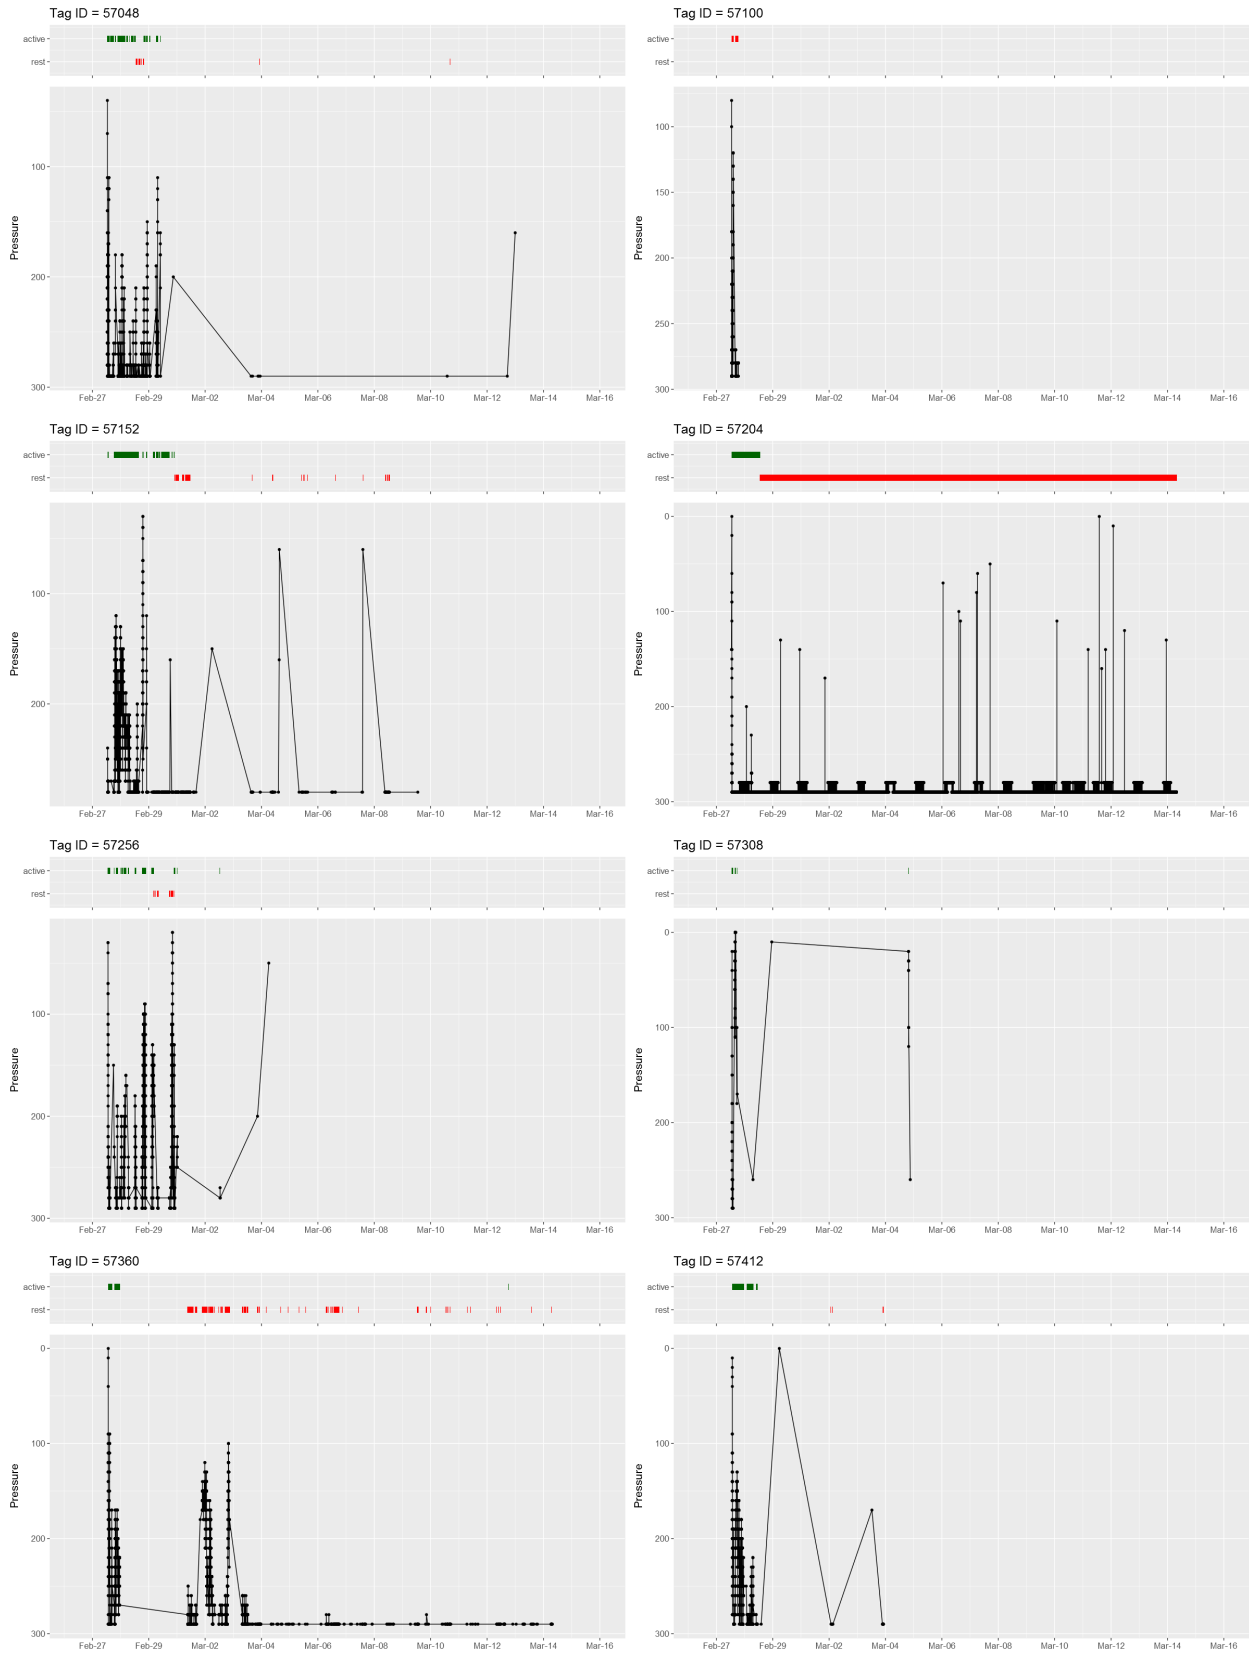 Tag ID = 57048
active
rest
Pressure
100
200
300
Feb-27 Feb-29 Mar-02 Mar-04 Mar-06 Mar-08 Mar-10 Mar-12 Mar-14 Mar-16
Tag ID = 57100
active
rest
Pressure
100
150
200
250
300
Feb-27 Feb-29 Mar-02 Mar-04 Mar-06 Mar-08 Mar-10 Mar-12 Mar-14 Mar-16
Tag ID = 57152
active
rest
Pressure
100
200
Feb-27 Feb-29 Mar-02 Mar-04 Mar-06 Mar-08 Mar-10 Mar-12 Mar-14 Mar-16
Tag ID = 57204
active
rest
Pressure
0
100
200
300
Feb-27 Feb-29 Mar-02 Mar-04 Mar-06 Mar-08 Mar-10 Mar-12 Mar-14 Mar-16
Tag ID = 57256
active
rest
Pressure
100
200
300
Feb-27 Feb-29 Mar-02 Mar-04 Mar-06 Mar-08 Mar-10 Mar-12 Mar-14 Mar-16
Tag ID = 57308
active
rest
Pressure
0
100
200
300
Feb-27 Feb-29 Mar-02 Mar-04 Mar-06 Mar-08 Mar-10 Mar-12 Mar-14 Mar-16
Tag ID = 57360
active
rest
Pressure
0
100
200
300
Feb-27 Feb-29 Mar-02 Mar-04 Mar-06 Mar-08 Mar-10 Mar-12 Mar-14 Mar-16
Tag ID = 57412
active
rest
Pressure
0
100
200
300
Feb-27 Feb-29 Mar-02 Mar-04 Mar-06 Mar-08 Mar-10 Mar-12 Mar-14 Mar-16